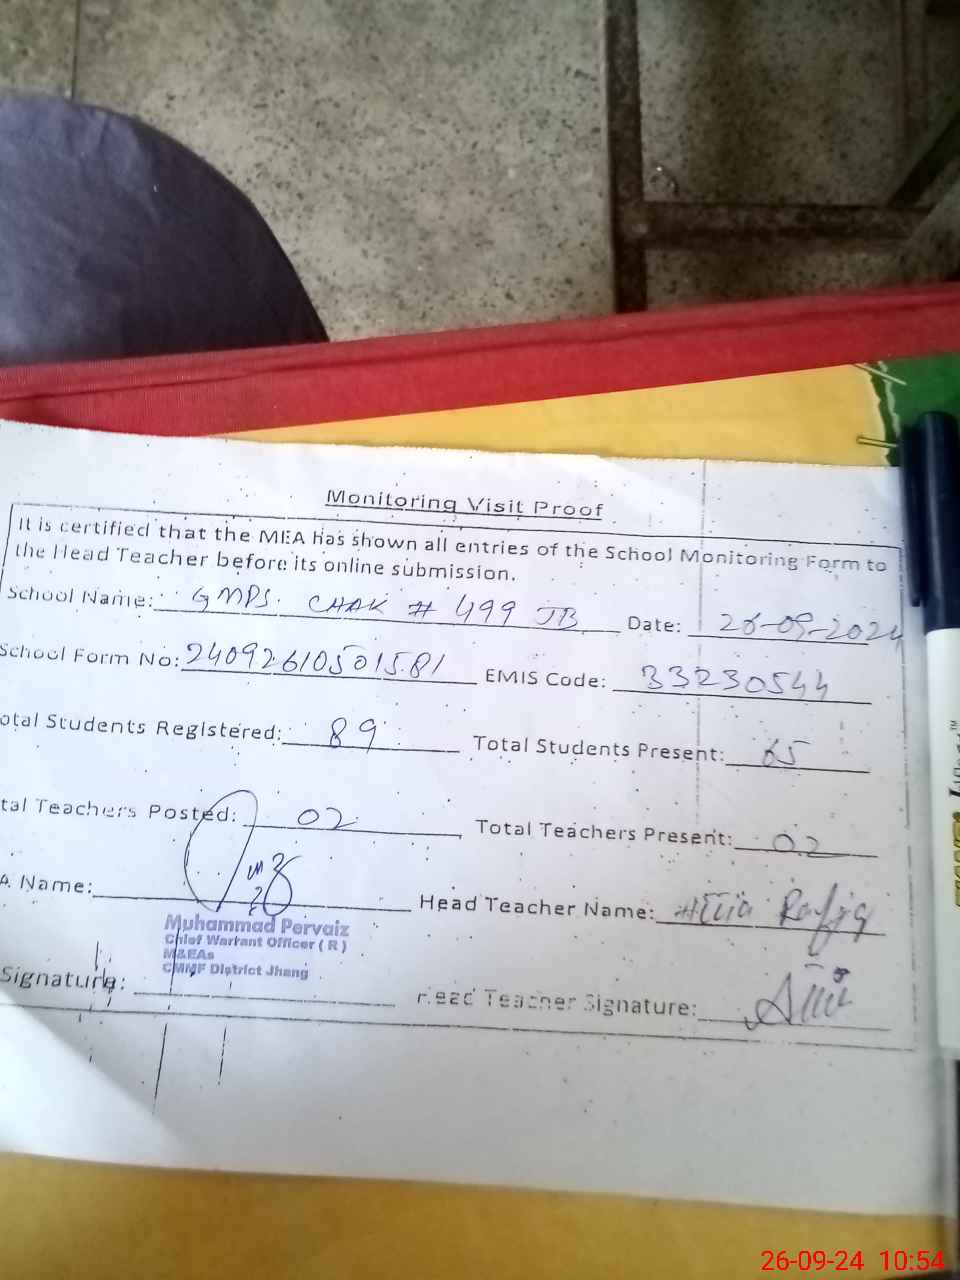 Monitoring Visit Proof
It is certified that the MEA has shown all entries of the School Monitoring Form to
the Head Teacher before its online submission.
School Name: GMPS. CHAK # 499 JB Date: 26-09-2024
School Form No: 24092610501581 EMIS Code: 33230544
otal Students Registered: 89 Total Students Present: 65
tal Teachers Posted: 02 Total Teachers Present: 02
A Name: Head Teacher Name: Rafiq
Muhammad Pervaiz
Chief Warrant Officer ( R )
M&EAs
CMMF District Jhang
Signature: Head Teacher Signature:
26-09-24 10:54